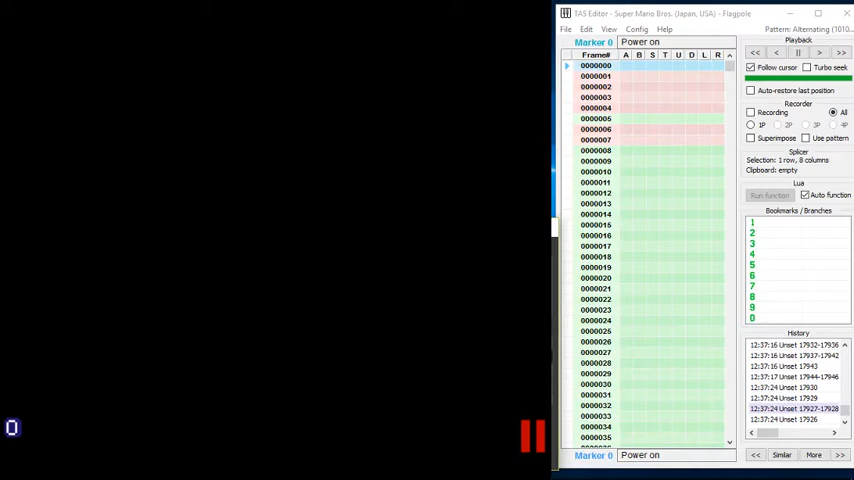 TAS Editor - Super Mario Bros. (Japan, USA) - Flagpole
File Edit View Config Help
Pattern: Alternating (1010...
Marker 0 Power on
Frame# A B S T U D L R
0000000
0000001
0000002
0000003
0000004
0000005
0000006
0000007
0000008
0000009
0000010
0000011
0000012
0000013
0000014
0000015
0000016
0000017
0000018
0000019
0000020
0000021
0000022
0000023
0000024
0000025
0000026
0000027
0000028
0000029
0000030
0000031
0000032
0000033
0000034
0000035
Marker 0 Power on
Playback
<< < || > >>
Follow cursor Turbo seek
Auto-restore last position
Recorder
Recording All
1P 2P 3P 4P
Superimpose Use pattern
Splicer
Selection: 1 row, 8 columns
Clipboard: empty
Lua
Run function Auto function
Bookmarks / Branches
1
2
3
4
5
6
7
8
9
0
History
12:37:16 Unset 17932-17936
12:37:16 Unset 17937-17942
12:37:16 Unset 17943
12:37:17 Unset 17944-17946
12:37:24 Unset 17930
12:37:24 Unset 17929
12:37:24 Unset 17927-17928
12:37:24 Unset 17926
<< Similar More >>
0